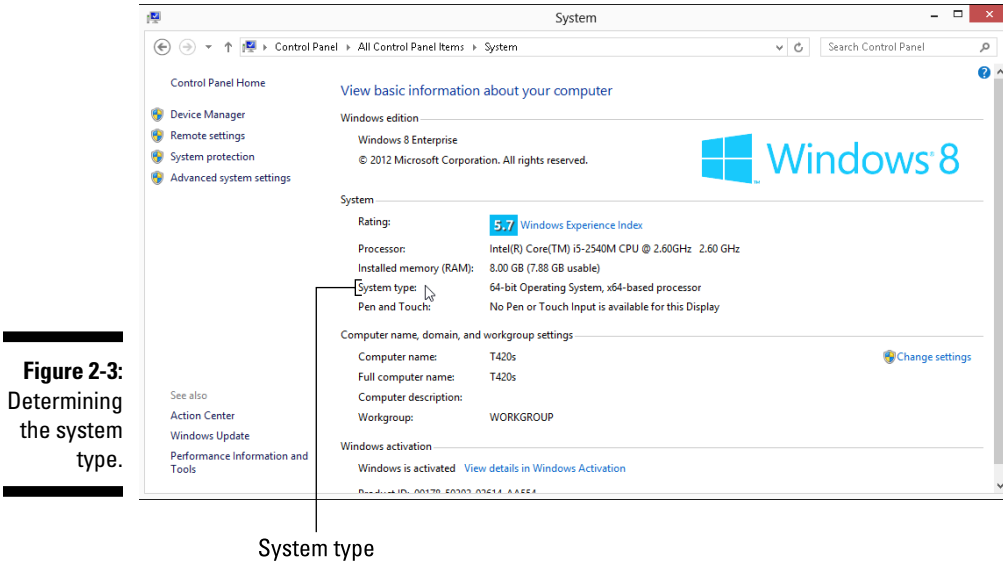 System
Control Panel All Control Panel Items System
Search Control Panel
Control Panel Home
Device Manager
Remote settings
System protection
Advanced system settings
See also
Action Center
Windows Update
Performance Information and
Tools
View basic information about your computer
Windows edition
Windows 8 Enterprise
© 2012 Microsoft Corporation. All rights reserved.
Windows 8
System
Rating: 5.7 Windows Experience Index
Processor: Intel(R) Core(TM) i5-2540M CPU @ 2.60GHz 2.60 GHz
Installed memory (RAM): 8.00 GB (7.88 GB usable)
System type: 64-bit Operating System, x64-based processor
Pen and Touch: No Pen or Touch Input is available for this Display
Computer name, domain, and workgroup settings
Computer name: T420s
Change settings
Full computer name: T420s
Computer description:
Workgroup: WORKGROUP
Windows activation
Windows is activated View details in Windows Activation
Product ID:
Figure 2-3:
Determining
the system
type.
System type